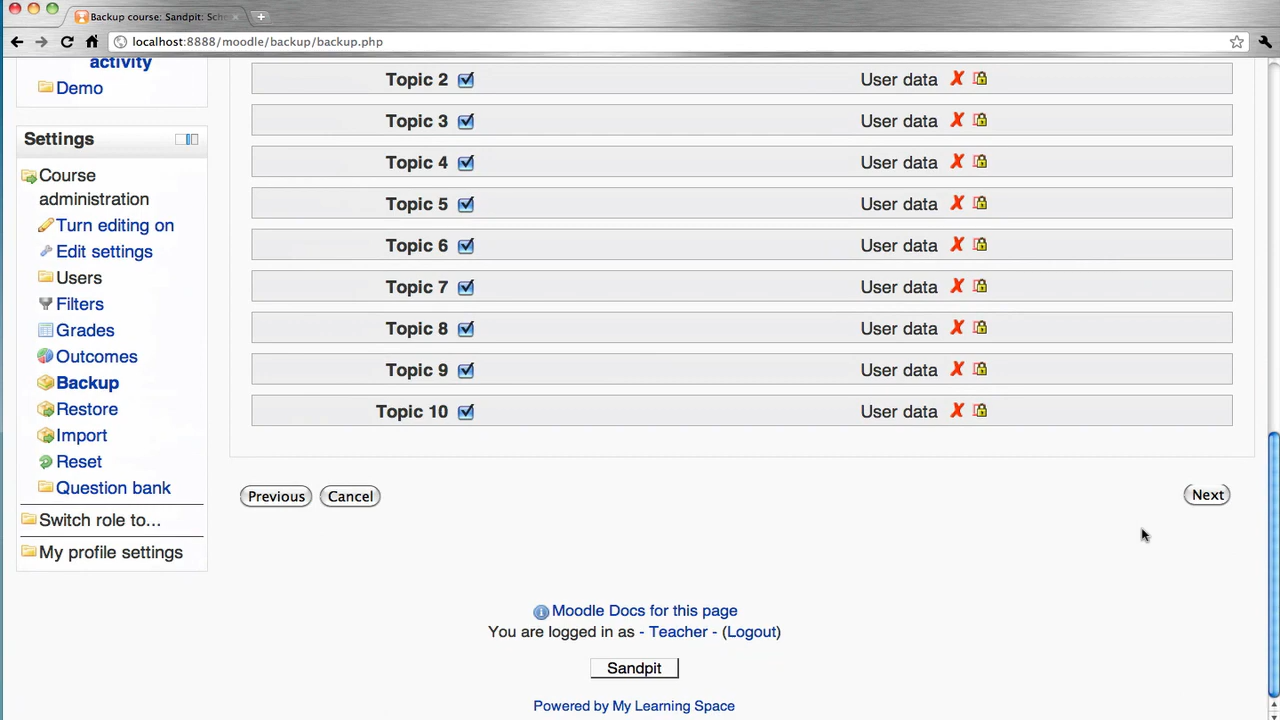 Backup course: Sandpit: Sch
localhost:8888/moodle/backup/backup.php
activity
Demo
Settings
Course
administration
Turn editing on
Edit settings
Users
Filters
Grades
Outcomes
Backup
Restore
Import
Reset
Question bank
Switch role to...
My profile settings
Topic 2 User data
Topic 3 User data
Topic 4 User data
Topic 5 User data
Topic 6 User data
Topic 7 User data
Topic 8 User data
Topic 9 User data
Topic 10 User data
Previous Cancel Next
Moodle Docs for this page
You are logged in as - Teacher - (Logout)
Sandpit
Powered by My Learning Space